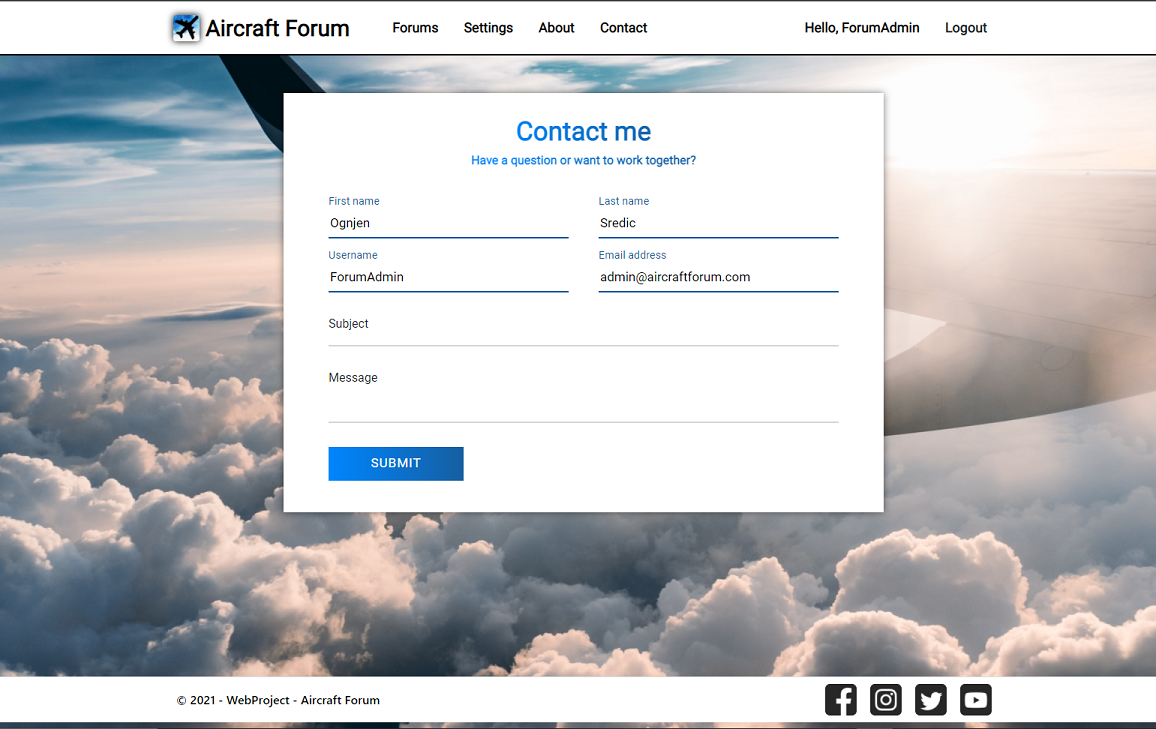 Aircraft Forum Forums Settings About Contact Hello, ForumAdmin Logout
Contact me
Have a question or want to work together?
First name Last name
Ognjen Sredic
Username Email address
ForumAdmin admin@aircraftforum.com
Subject
Message
SUBMIT
© 2021 - WebProject - Aircraft Forum